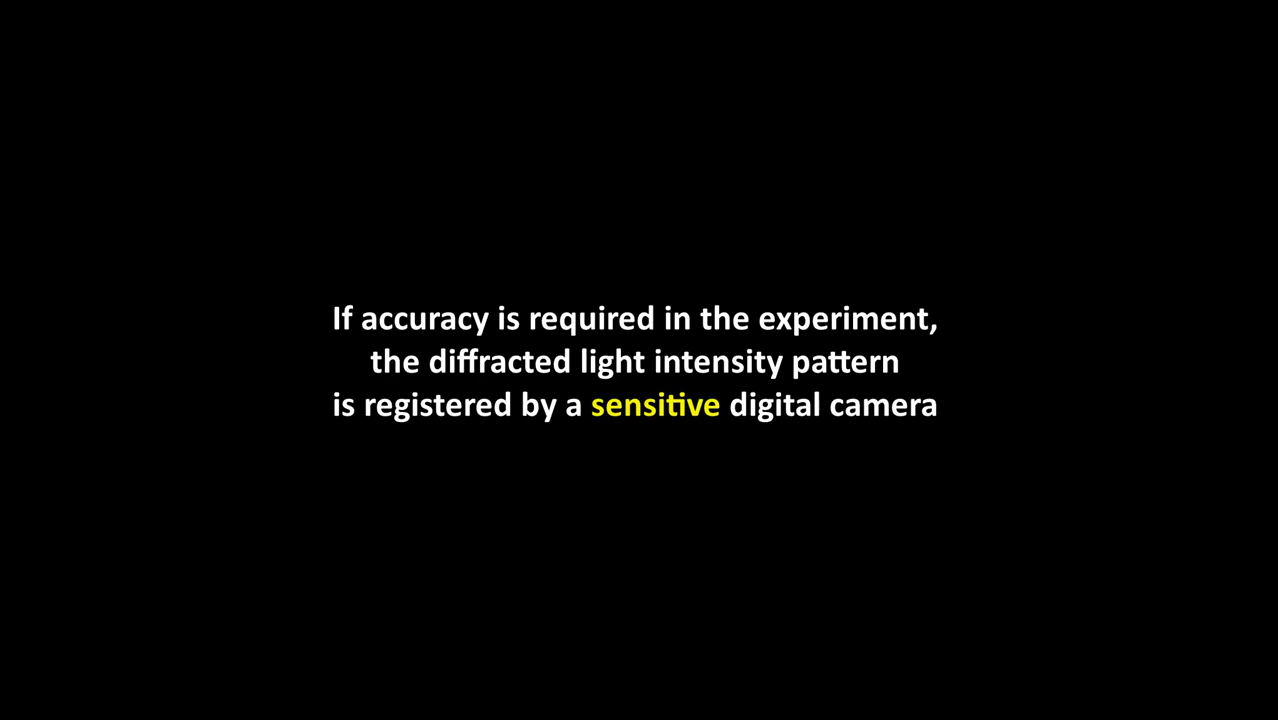 If accuracy is required in the experiment,
the diffracted light intensity pattern
is registered by a sensitive digital camera